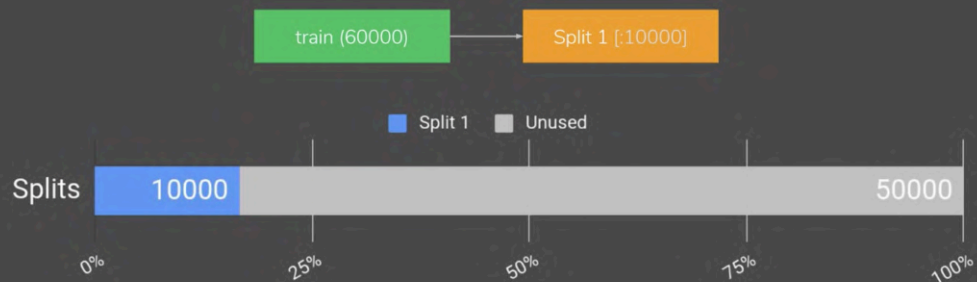 train (60000) Split 1 [:10000]
Split 1 Unused
Splits 10000 50000
0% 25% 50% 75% 100%